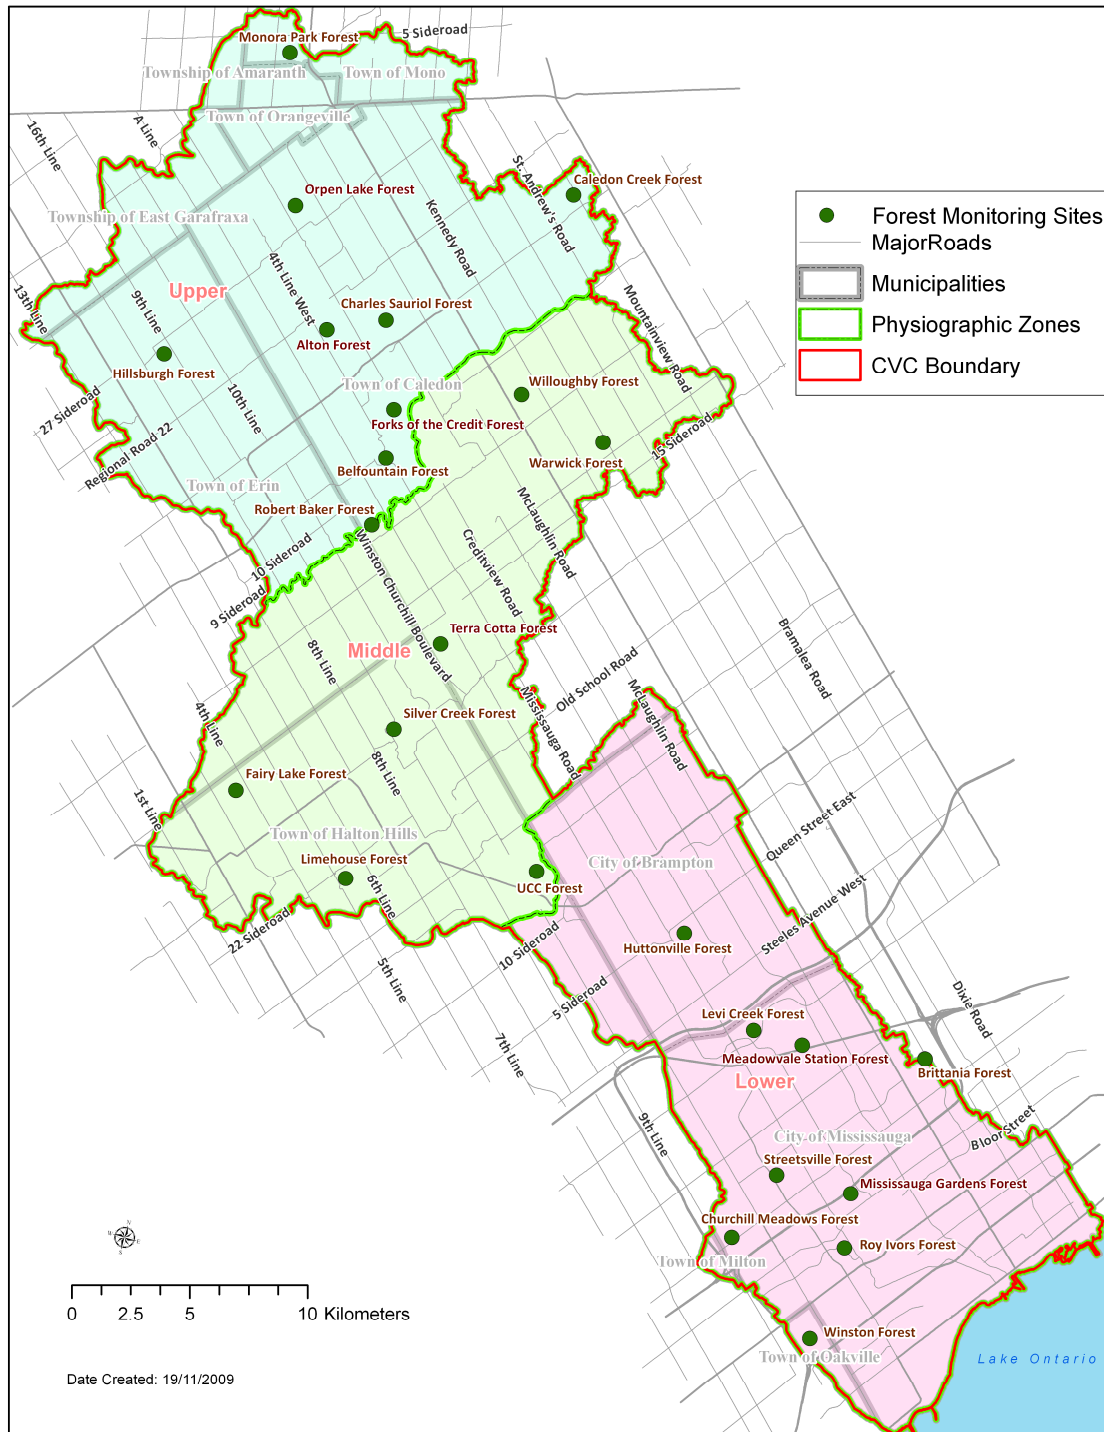 5 Sideroad
Monora Park Forest
Township of Amaranth
Town of Mono
Town of Orangeville
16th Line
A Line
St. Andrew's Road
Caledon Creek Forest
Orpen Lake Forest
Kennedy Road
Township of East Garafraxa
4th Line West
Upper
13th Line
9th Line
Charles Sauriol Forest
Alton Forest
Mountainview Road
Hillsburgh Forest
Town of Caledon
Willoughby Forest
27 Sideroad
10th Line
Forks of the Credit Forest
Regional Road 22
15 Sideroad
Warwick Forest
Belfountain Forest
Town of Erin
Robert Baker Forest
McLaughlin Road
10 Sideroad
Winston Churchill Boulevard
Creditview Road
9 Sideroad
Terra Cotta Forest
Middle
8th Line
Bramalea Road
Old School Road
4th Line
Silver Creek Forest
Mississauga Road
McLaughlin Road
Fairy Lake Forest
8th Line
1st Line
Town of Halton Hills
Queen Street East
Limehouse Forest
City of Brampton
UCC Forest
6th Line
22 Sideroad
Steeles Avenue West
10 Sideroad
Huttonville Forest
5th Line
5 Sideroad
Dixie Road
Levi Creek Forest
7th Line
Meadowvale Station Forest
Brittania Forest
Lower
9th Line
City of Mississauga
Bloor Street
Streetsville Forest
Mississauga Gardens Forest
Churchill Meadows Forest
Roy Ivors Forest
Town of Milton
Winston Forest
Town of Oakville
Lake Ontario
Forest Monitoring Sites
MajorRoads
Municipalities
Physiographic Zones
CVC Boundary
N
W E
S
0 2.5 5 10 Kilometers
Date Created: 19/11/2009